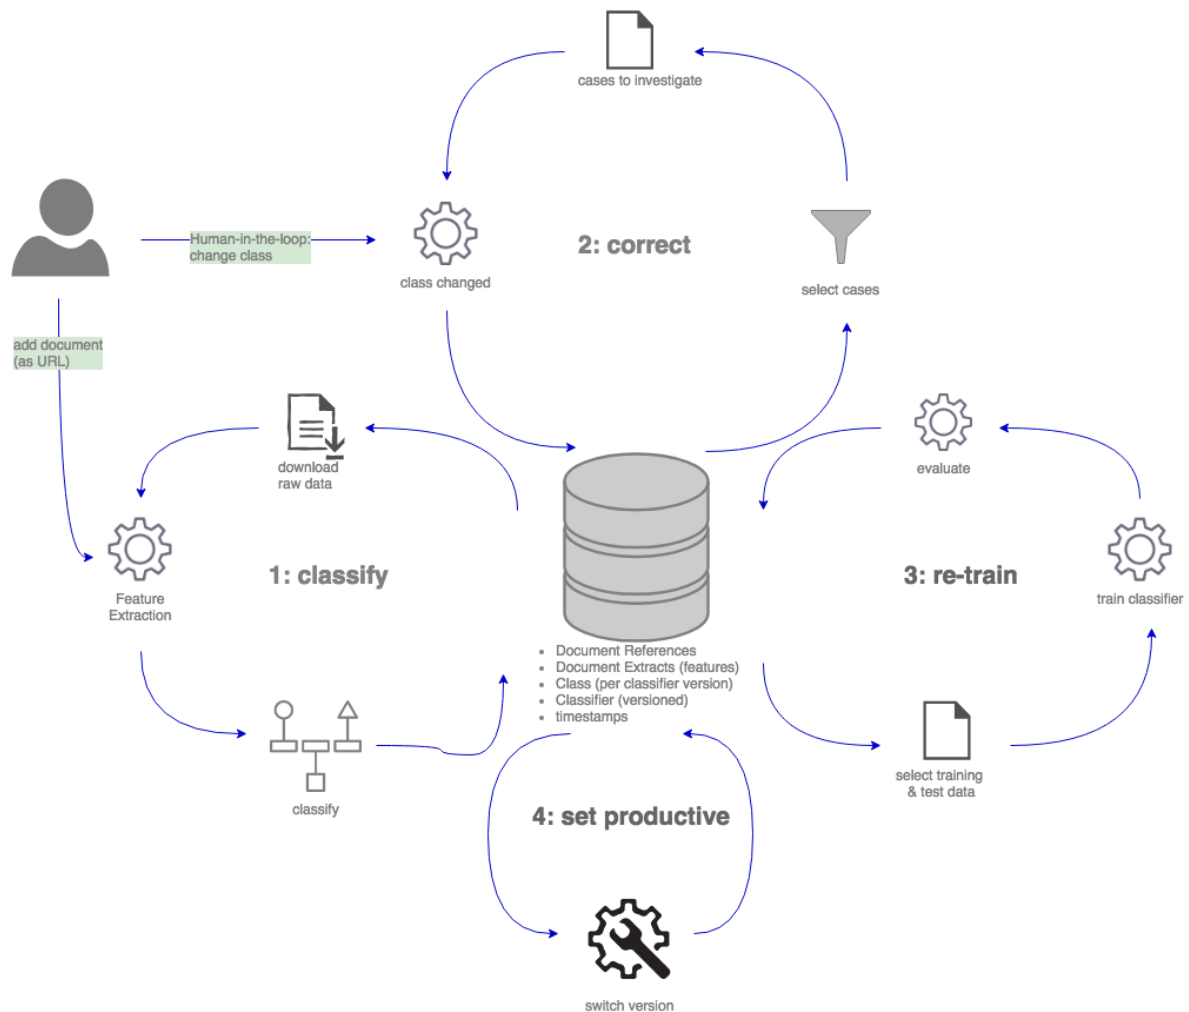 cases to investigate
Human-in-the-loop:
change class
class changed
2: correct
select cases
add document
(as URL)
download
raw data
evaluate
Feature
Extraction
1: classify
3: re-train
train classifier
• Document References
• Document Extracts (features)
• Class (per classifier version)
• Classifier (versioned)
• timestamps
classify
select training
& test data
4: set productive
switch version